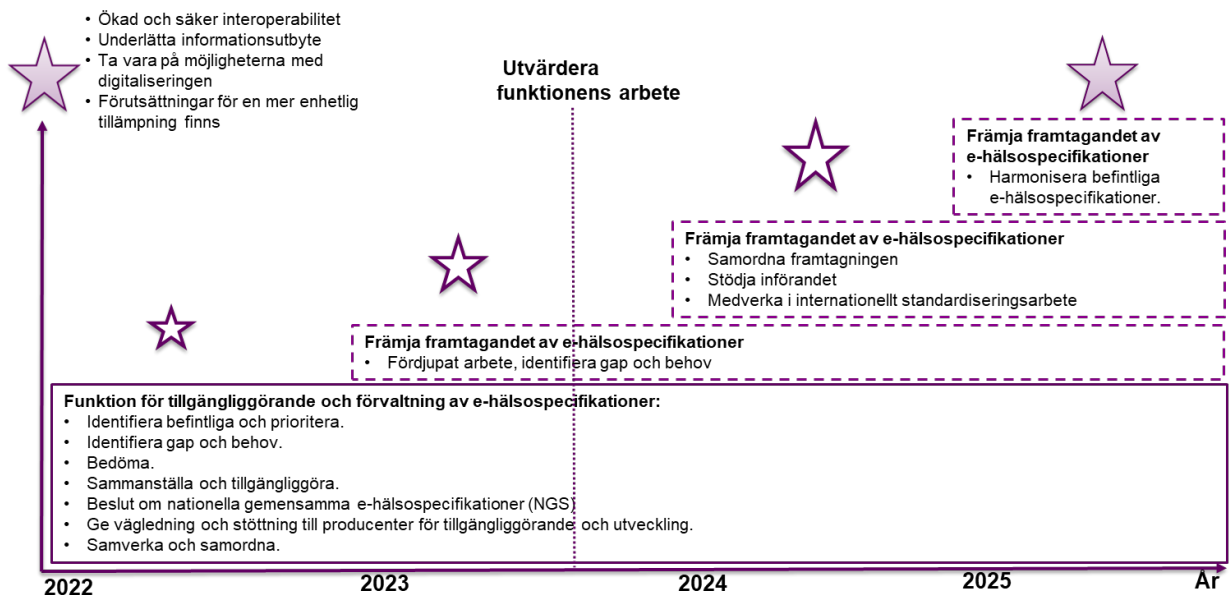 • Ökad och säker interoperabilitet
• Underlätta informationsutbyte
• Ta vara på möjligheterna med
digitaliseringen
• Förutsättningar för en mer enhetlig
tillämpning finns
Utvärdera
funktionens arbete
Främja framtagandet av
e-hälsospecifikationer
• Harmonisera befintliga
e-hälsospecifikationer.
Främja framtagandet av e-hälsospecifikationer
• Samordna framtagningen
• Stödja införandet
• Medverka i internationellt standardiseringsarbete
Främja framtagandet av e-hälsospecifikationer
• Fördjupat arbete, identifiera gap och behov
Funktion för tillgängliggörande och förvaltning av e-hälsospecifikationer:
• Identifiera befintliga och prioritera.
• Identifiera gap och behov.
• Bedöma.
• Sammanställa och tillgängliggöra.
• Beslut om nationella gemensamma e-hälsospecifikationer (NGS)
• Ge vägledning och stöttning till producenter för tillgängliggörande och utveckling.
• Samverka och samordna.
2022 2023 2024 2025 År